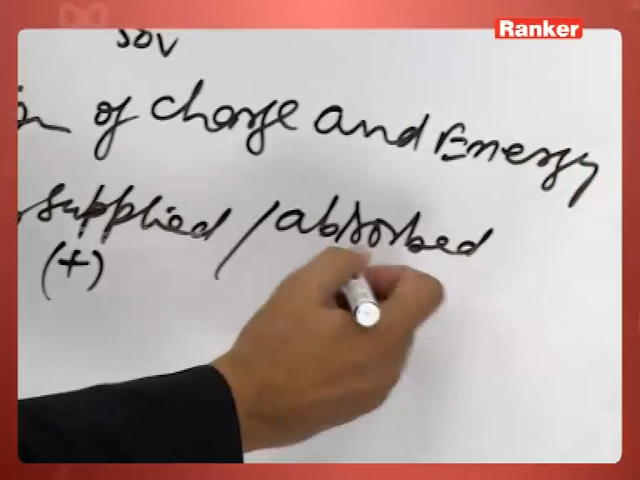 Ranker
50V
of charge and Energy
supplied / absorbed
(+)